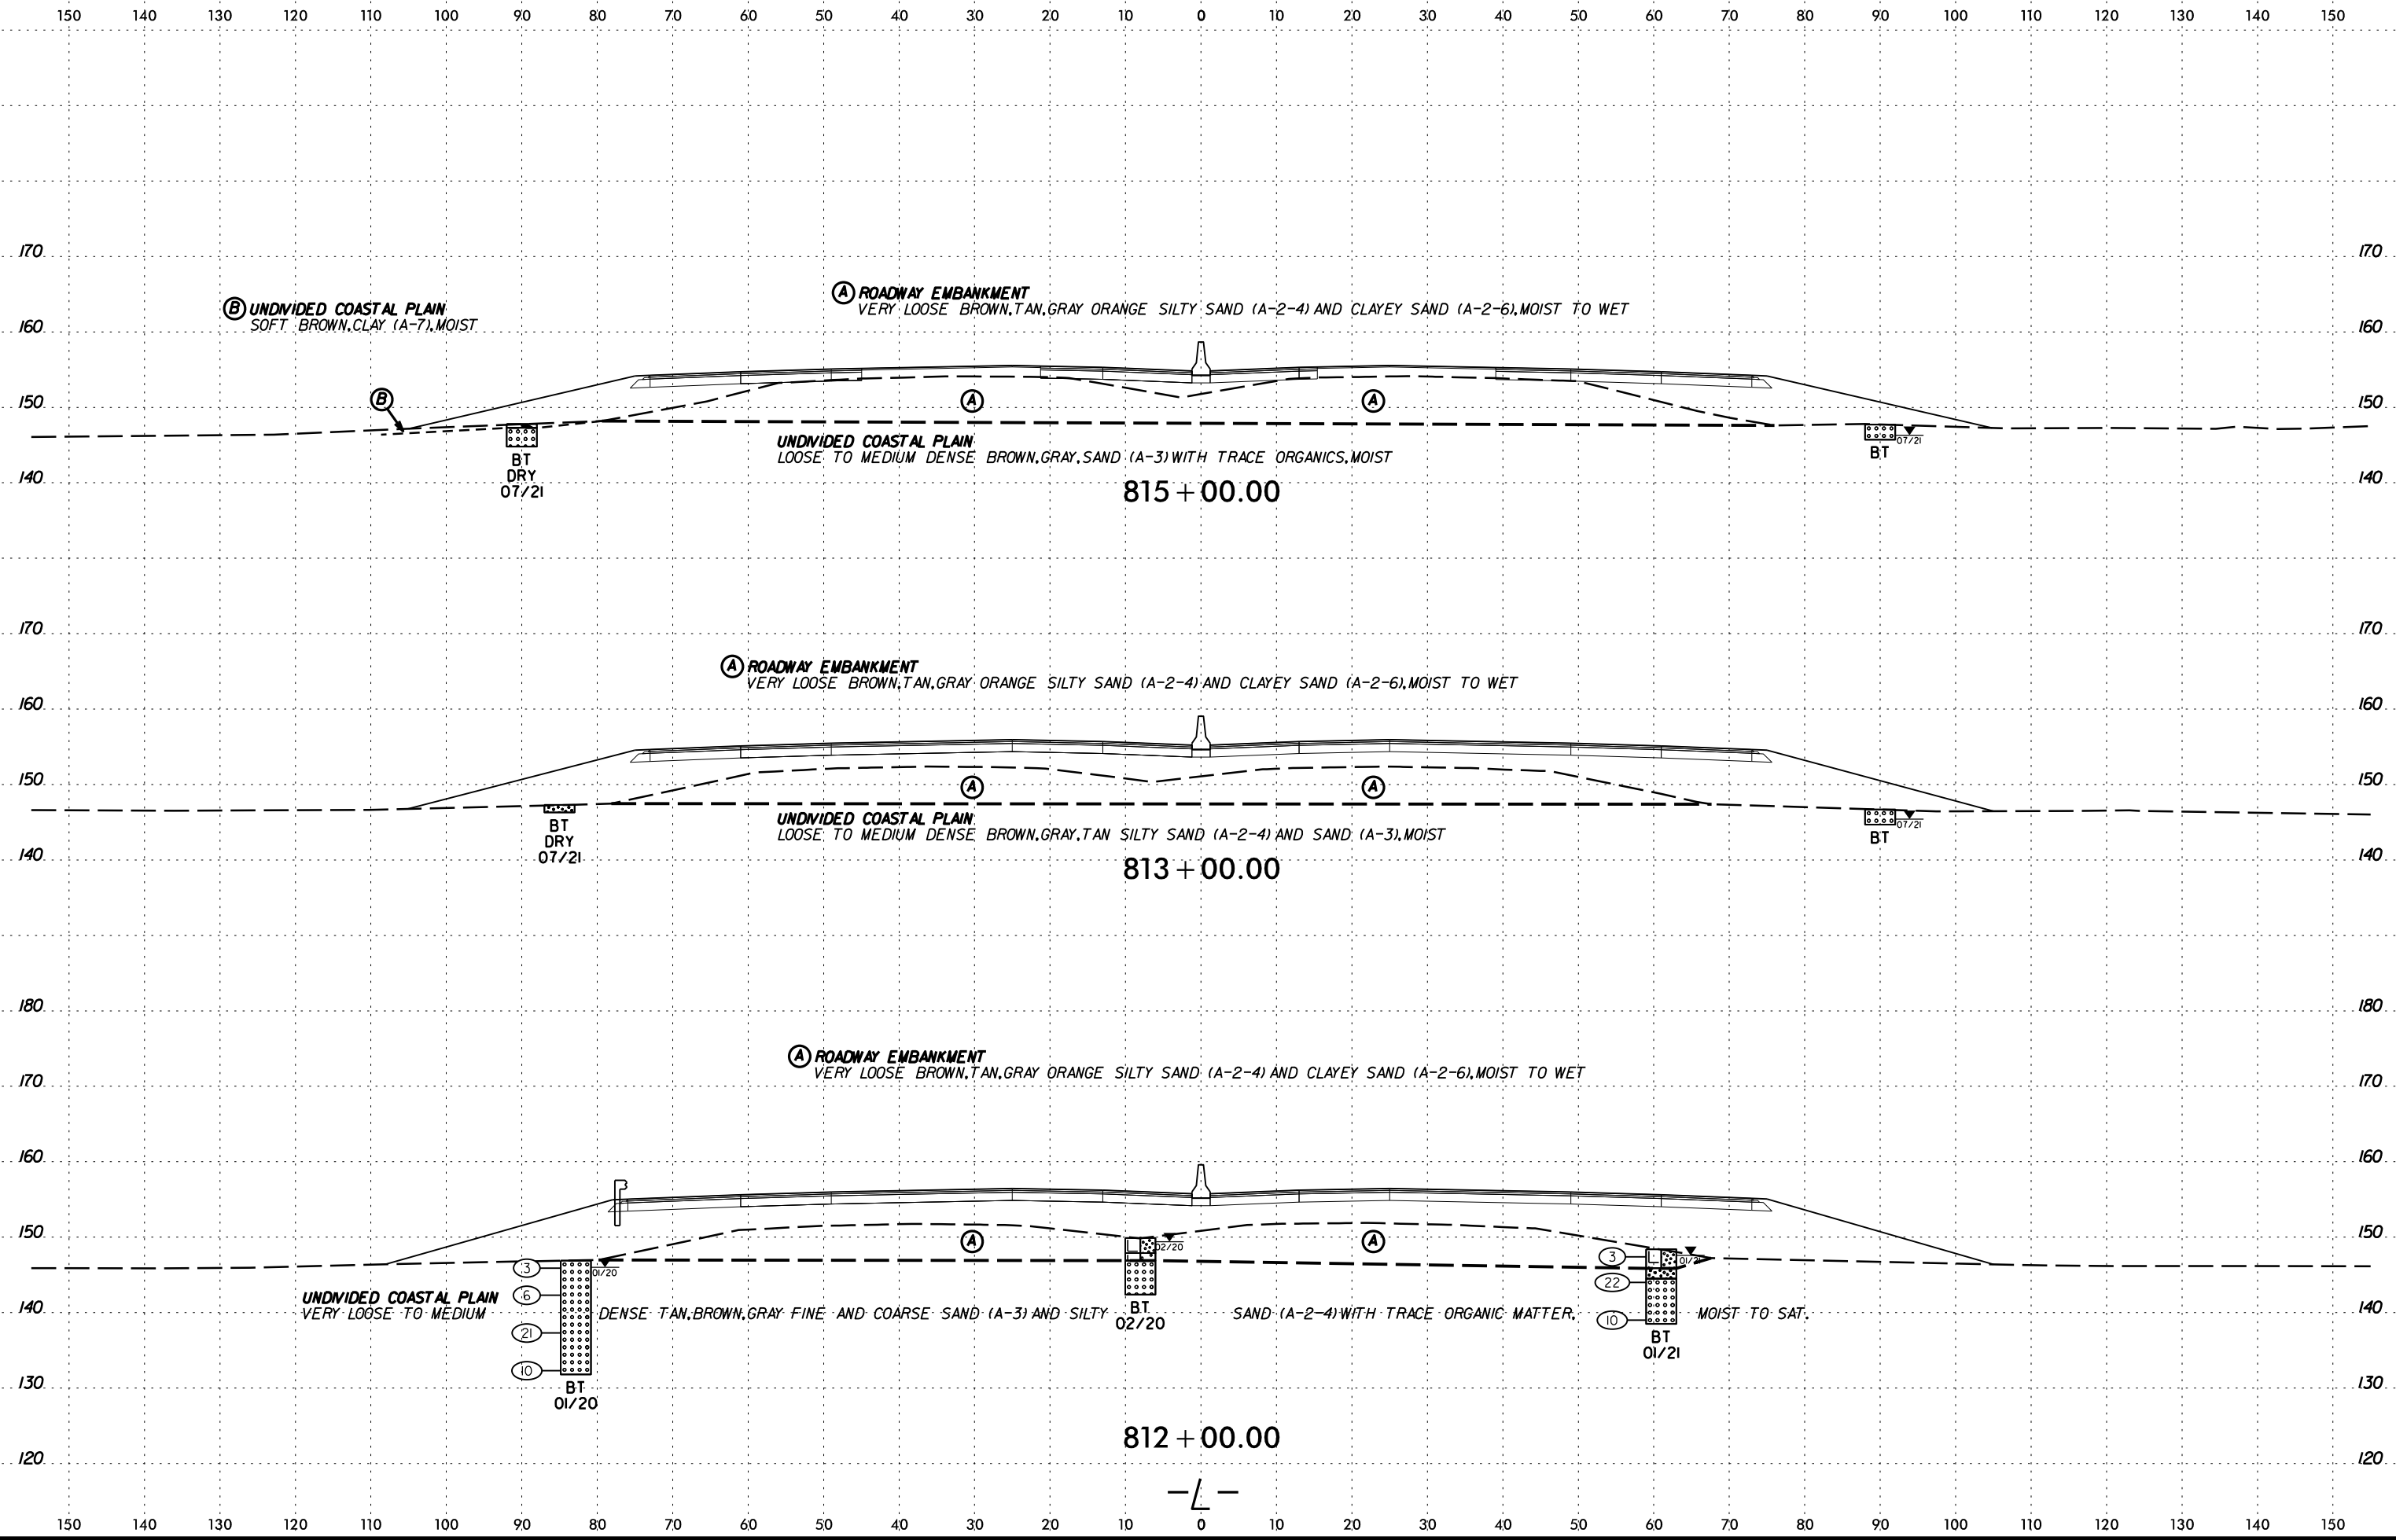 150 140 130 120 110 100 90 80 70 60 50 40 30 20 10 0 10 20 30 40 50 60 70 80 90 100 110 120 130 140 150
170 170
A ROADWAY EMBANKMENT
B UNDIVIDED COASTAL PLAIN
VERY LOOSE BROWN,TAN,GRAY ORANGE SILTY SAND (A-2-4) AND CLAYEY SAND (A-2-6),MOIST TO WET
SOFT BROWN,CLAY (A-7),MOIST
160 160
B
A A
150 150
07/21
UNDIVIDED COASTAL PLAIN
LOOSE TO MEDIUM DENSE BROWN,GRAY,SAND (A-3) WITH TRACE ORGANICS,MOIST
BT
DRY
07/21
BT
140 140
815+00.00
170 170
A ROADWAY EMBANKMENT
VERY LOOSE BROWN,TAN,GRAY ORANGE SILTY SAND (A-2-4) AND CLAYEY SAND (A-2-6),MOIST TO WET
160 160
150 150
A A
07/21
UNDIVIDED COASTAL PLAIN
LOOSE TO MEDIUM DENSE BROWN,GRAY,TAN SILTY SAND (A-2-4) AND SAND (A-3),MOIST
BT
DRY
07/21
BT
140 140
813+00.00
180 180
A ROADWAY EMBANKMENT
VERY LOOSE BROWN,TAN,GRAY ORANGE SILTY SAND (A-2-4) AND CLAYEY SAND (A-2-6),MOIST TO WET
170 170
160 160
150 150
A A
02/20
L
L
3 01/21
3 01/20
22
6
UNDIVIDED COASTAL PLAIN
VERY LOOSE TO MEDIUM DENSE TAN,BROWN,GRAY FINE AND COARSE SAND (A-3) AND SILTY SAND (A-2-4) WITH TRACE ORGANIC MATTER, MOIST TO SAT.
140 140
BT
02/20
10
21
BT
01/21
10
130 130
BT
01/20
812+00.00
120 120
-L-
150 140 130 120 110 100 90 80 70 60 50 40 30 20 10 0 10 20 30 40 50 60 70 80 90 100 110 120 130 140 150